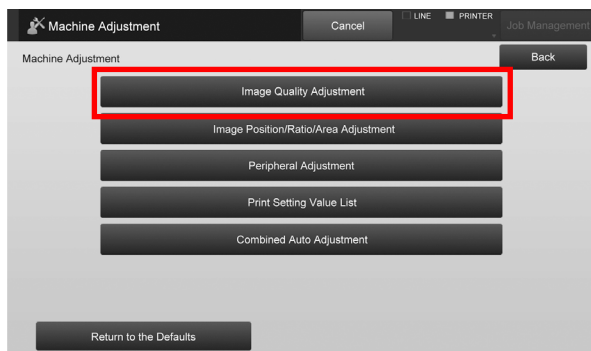 Machine Adjustment
Cancel
LINE
PRINTER
Job Management
Machine Adjustment
Back
Image Quality Adjustment
Image Position/Ratio/Area Adjustment
Peripheral Adjustment
Print Setting Value List
Combined Auto Adjustment
Return to the Defaults